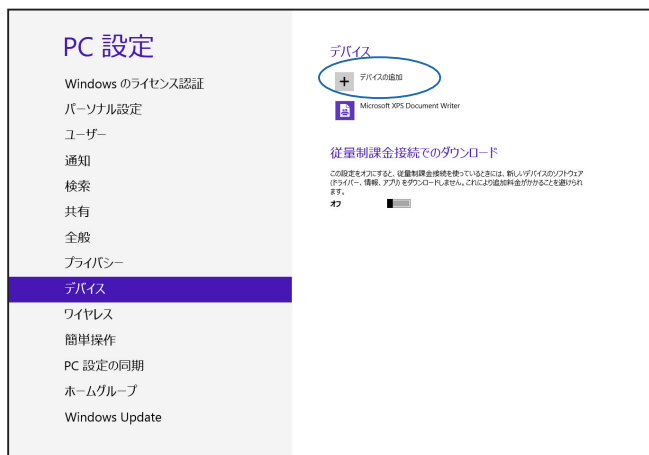 PC 設定
Windows のライセンス認証
パーソナル設定
ユーザー
通知
検索
共有
全般
プライバシー
デバイス
ワイヤレス
簡単操作
PC 設定の同期
ホームグループ
Windows Update
デバイス
デバイスの追加
Microsoft XPS Document Writer
従量制課金接続でのダウンロード
この設定をオフにすると、従量制課金接続を使っているときには、新しいデバイスのソフトウェア
(ドライバー、情報、アプリ) をダウンロードしません。これにより追加料金がかかることを避けられ
ます。
オフ